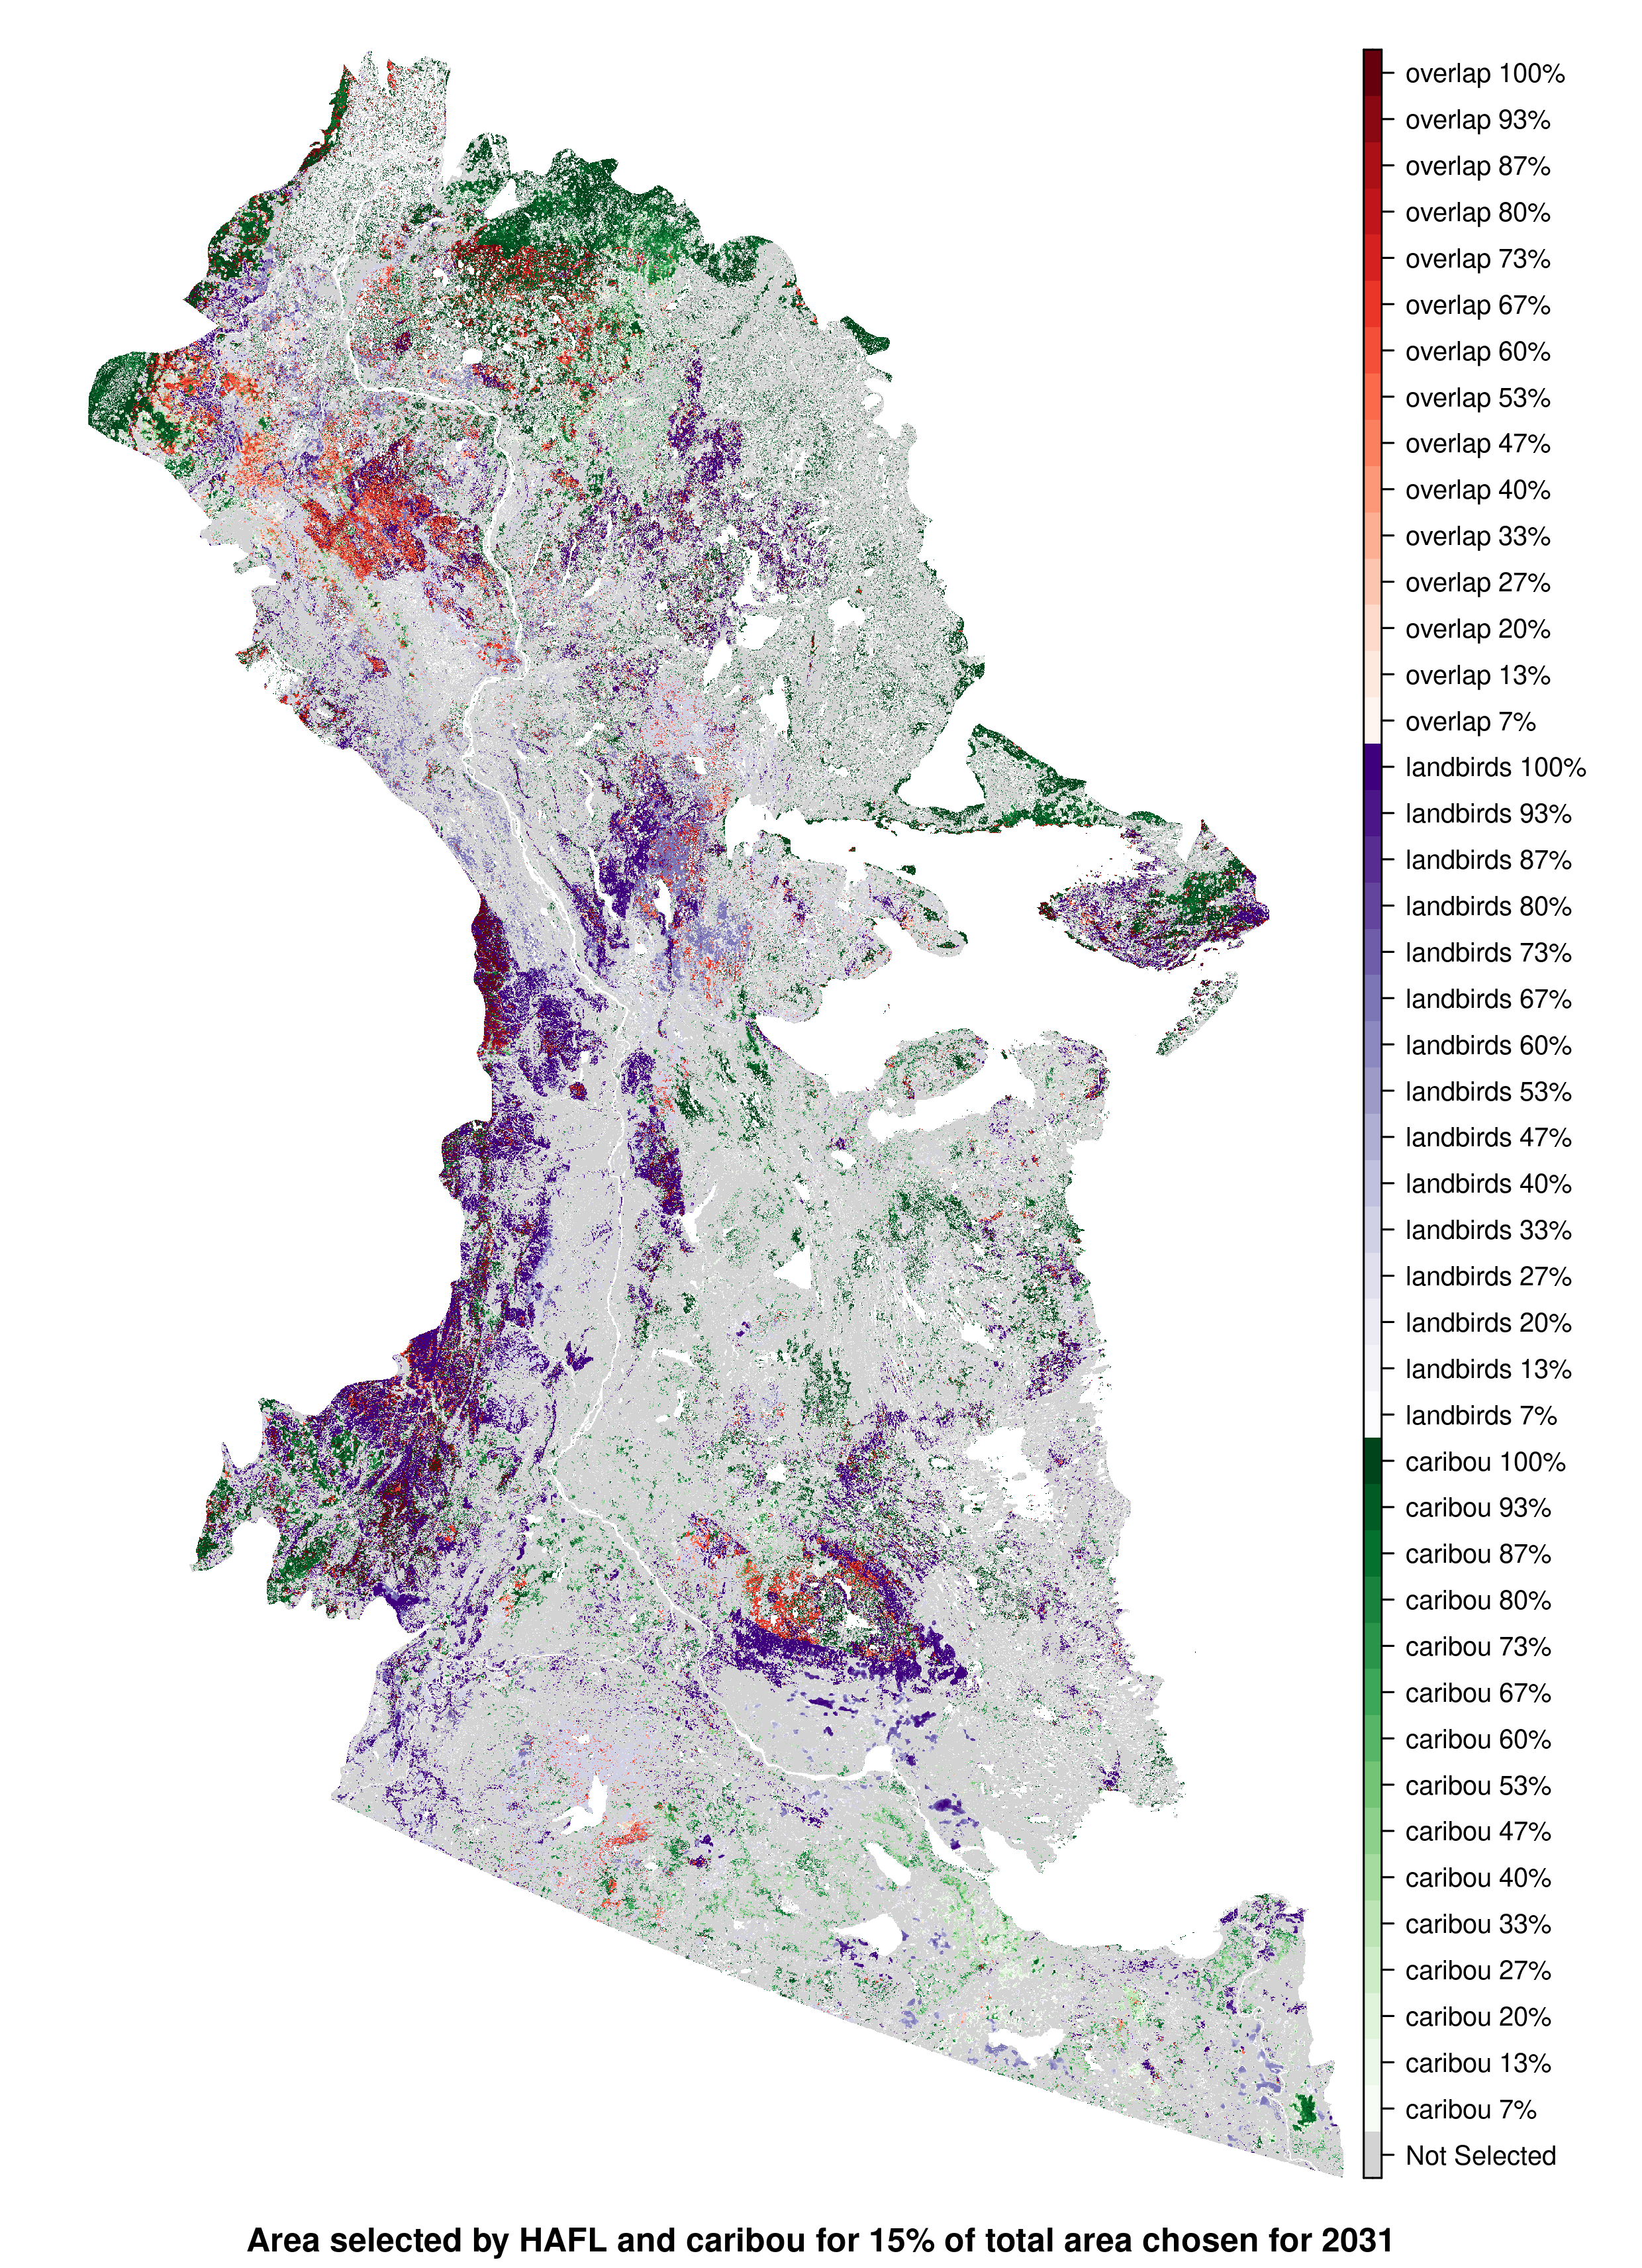 overlap 100%
overlap 93%
overlap 87%
overlap 80%
overlap 73%
overlap 67%
overlap 60%
overlap 53%
overlap 47%
overlap 40%
overlap 33%
overlap 27%
overlap 20%
overlap 13%
overlap 7%
landbirds 100%
landbirds 93%
landbirds 87%
landbirds 80%
landbirds 73%
landbirds 67%
landbirds 60%
landbirds 53%
landbirds 47%
landbirds 40%
landbirds 33%
landbirds 27%
landbirds 20%
landbirds 13%
landbirds 7%
caribou 100%
caribou 93%
caribou 87%
caribou 80%
caribou 73%
caribou 67%
caribou 60%
caribou 53%
caribou 47%
caribou 40%
caribou 33%
caribou 27%
caribou 20%
caribou 13%
caribou 7%
Not Selected
Area selected by HAFL and caribou for 15% of total area chosen for 2031